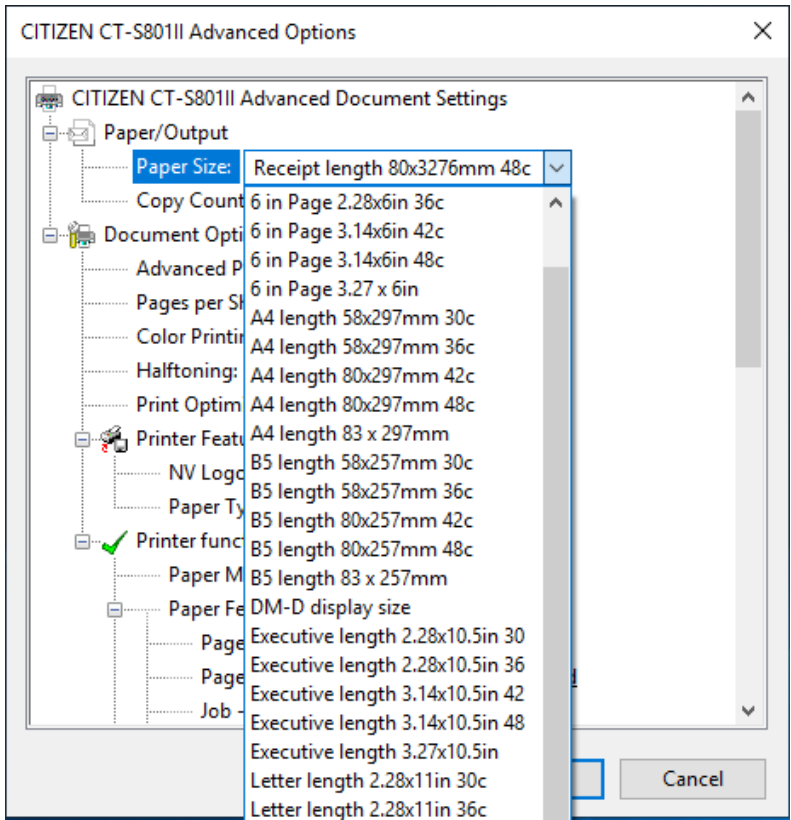 CITIZEN CT-S801II Advanced Options
CITIZEN CT-S801II Advanced Document Settings
Paper/Output
Paper Size: Receipt length 80x3276mm 48c
Copy Count
6 in Page 2.28x6in 36c
Document Opti
6 in Page 3.14x6in 42c
Advanced P
6 in Page 3.14x6in 48c
Pages per Sh
6 in Page 3.27 x 6in
A4 length 58x297mm 30c
Color Printin
A4 length 58x297mm 36c
Halftoning:
A4 length 80x297mm 42c
Print Optim
A4 length 80x297mm 48c
Printer Featu
A4 length 83 x 297mm
NV Logo
B5 length 58x257mm 30c
B5 length 58x257mm 36c
Paper Ty
B5 length 80x257mm 42c
Printer func
B5 length 80x257mm 48c
Paper M
B5 length 83 x 257mm
Paper Fe
DM-D display size
Page
Executive length 2.28x10.5in 30
Page
Executive length 2.28x10.5in 36
Executive length 3.14x10.5in 42
Job -
Executive length 3.14x10.5in 48
Executive length 3.27x10.5in
Letter length 2.28x11in 30c
Cancel
Letter length 2.28x11in 36c